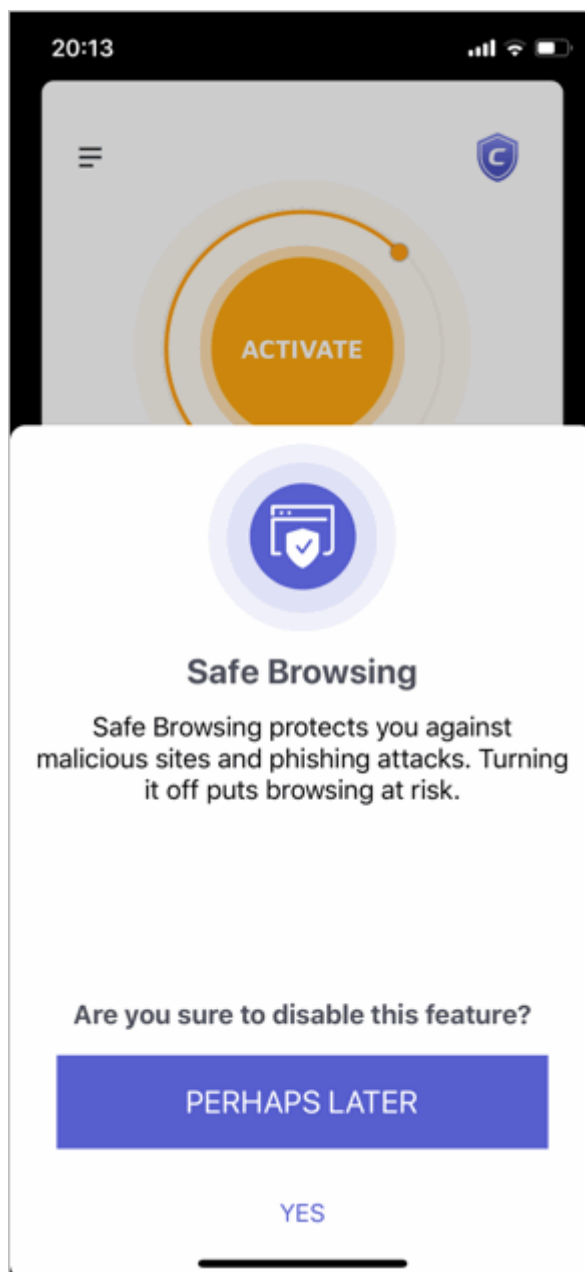 20:13
C
ACTIVATE
Safe Browsing
Safe Browsing protects you against
malicious sites and phishing attacks. Turning
it off puts browsing at risk.
Are you sure to disable this feature?
PERHAPS LATER
YES